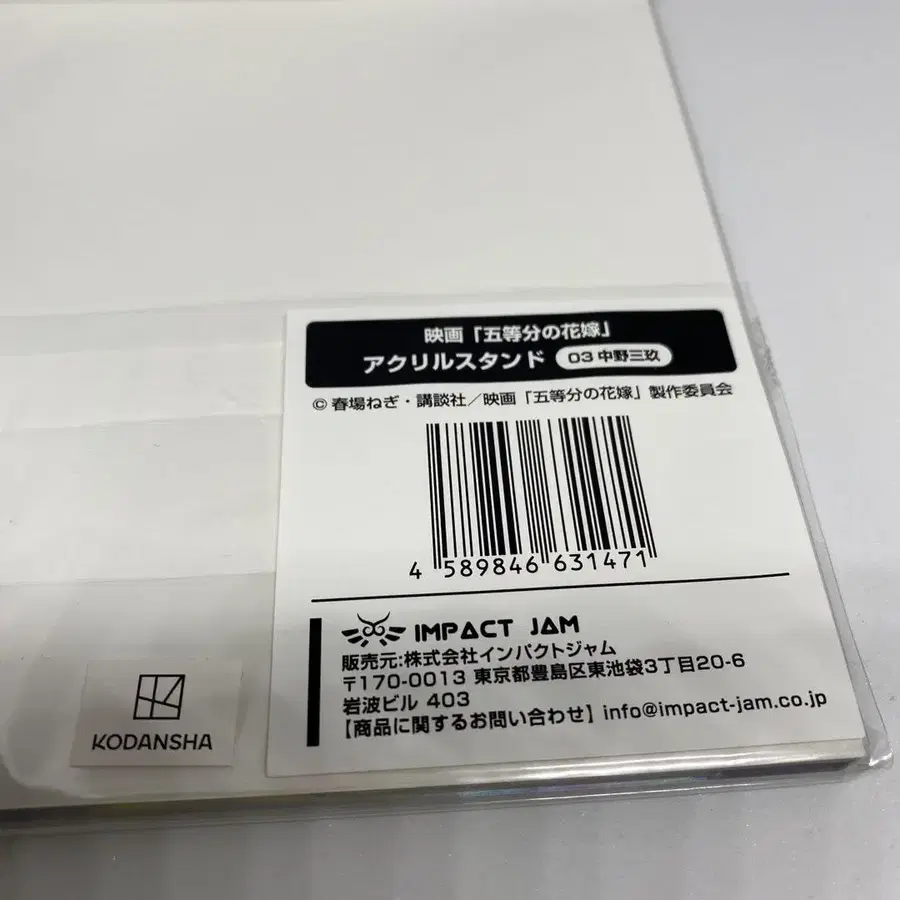 映画「五等分の花嫁」
アクリルスタンド 03 中野三玖
© 春場ねぎ・講談社／映画「五等分の花嫁」製作委員会
4 589846 631471
IMPACT JAM
販売元:株式会社インパクトジャム
〒170-0013 東京都豊島区東池袋3丁目20-6
岩波ビル 403
【商品に関するお問い合わせ】info@impact-jam.co.jp
KODANSHA